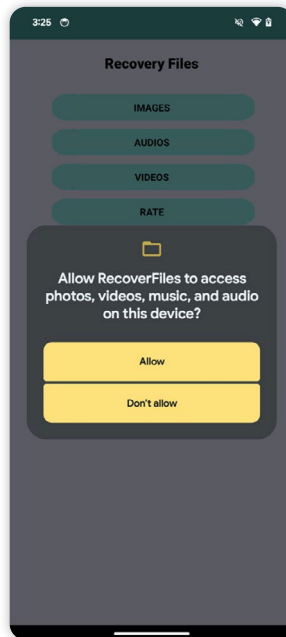 3:25
Recovery Files
IMAGES
AUDIOS
VIDEOS
RATE
Allow RecoverFiles to access
photos, videos, music, and audio
on this device?
Allow
Don't allow